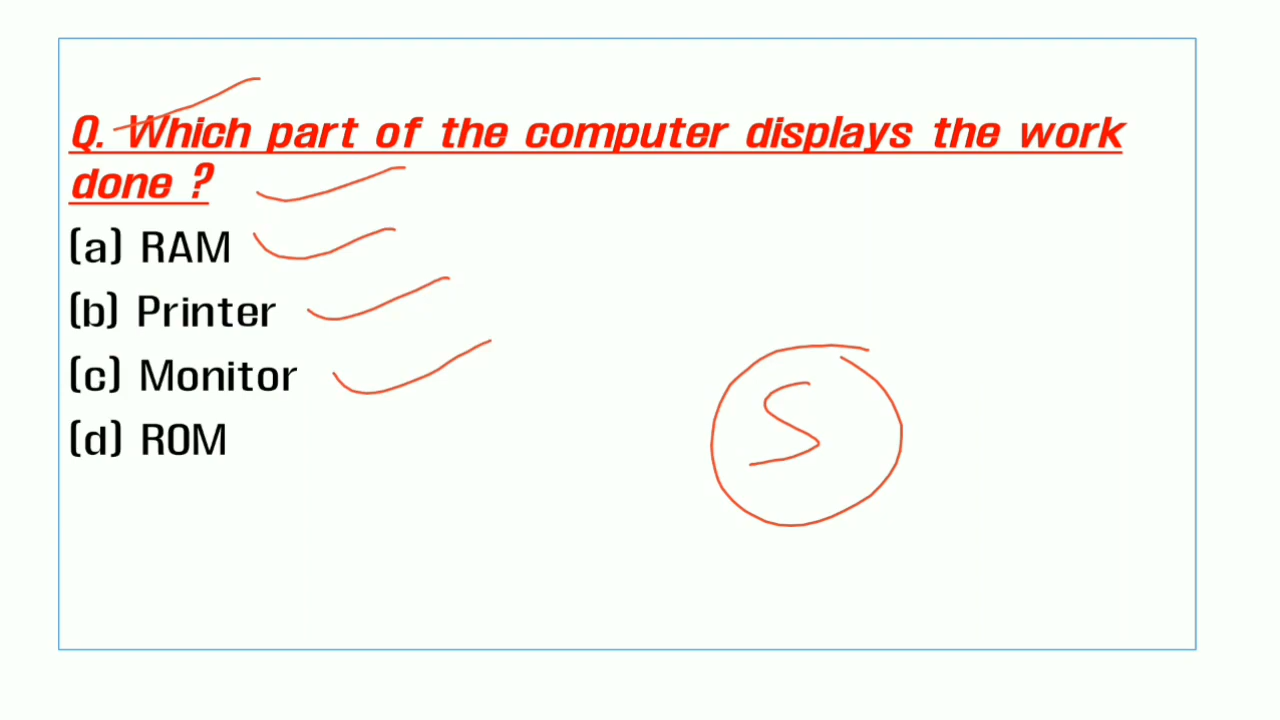 Q. Which part of the computer displays the work
done ?
(a) RAM
(b) Printer
(c) Monitor
S
(d) ROM